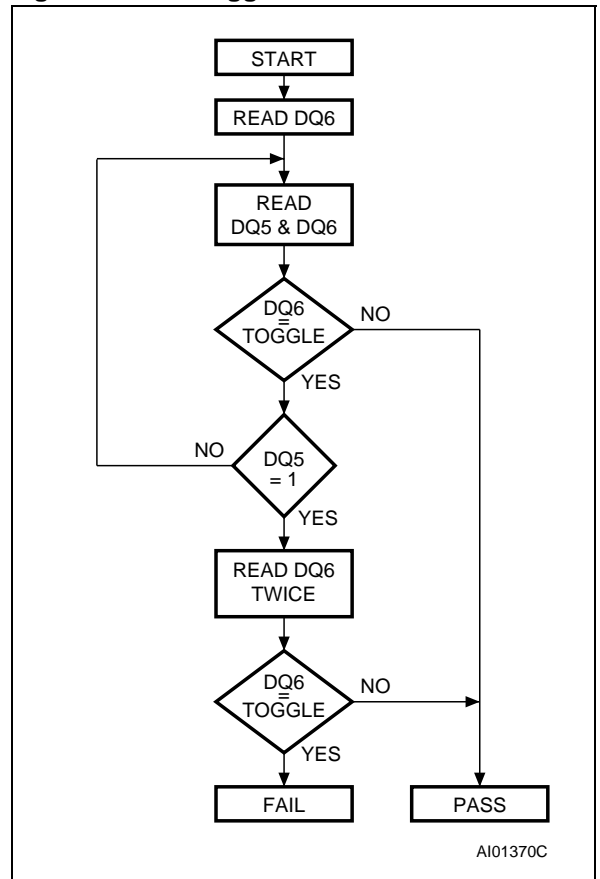 START
READ DQ6
READ
DQ5 & DQ6
DQ6
=
TOGGLE
NO
YES
NO
DQ5
= 1
YES
READ DQ6
TWICE
DQ6
=
TOGGLE
NO
YES
FAIL
PASS
AI01370C